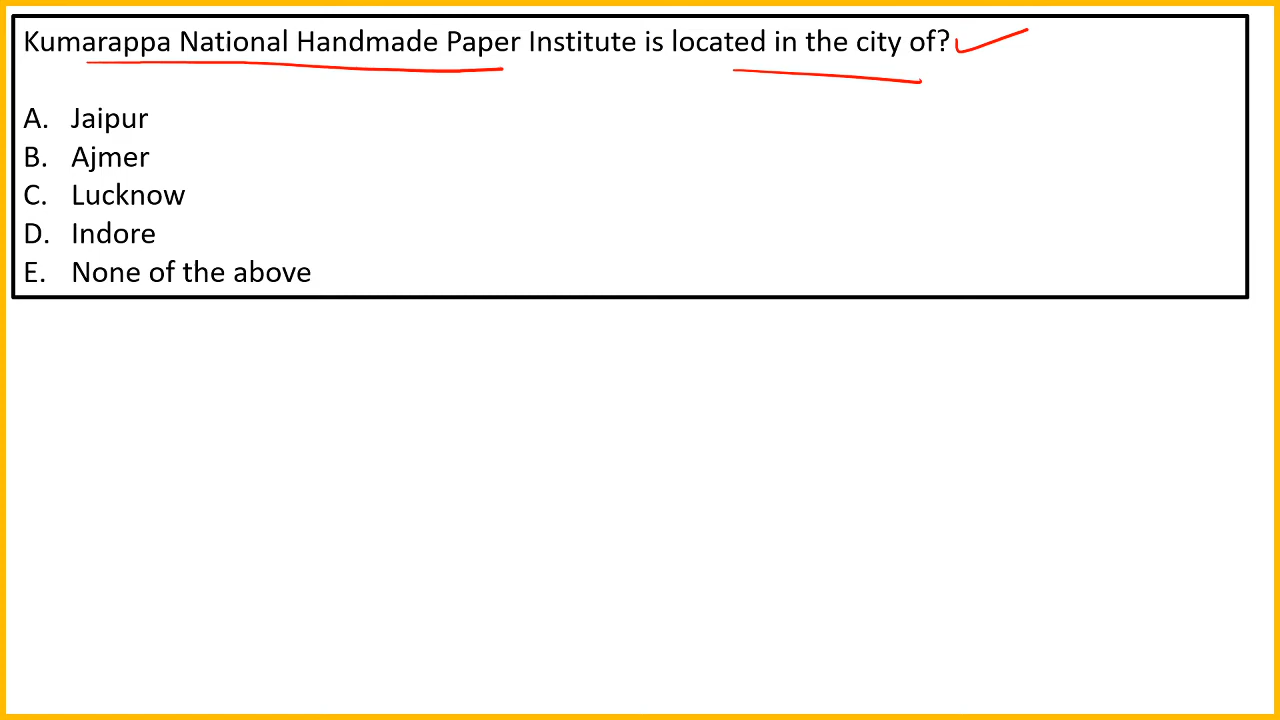 Kumarappa National Handmade Paper Institute is located in the city of?
A. Jaipur
B. Ajmer
C. Lucknow
D. Indore
E. None of the above